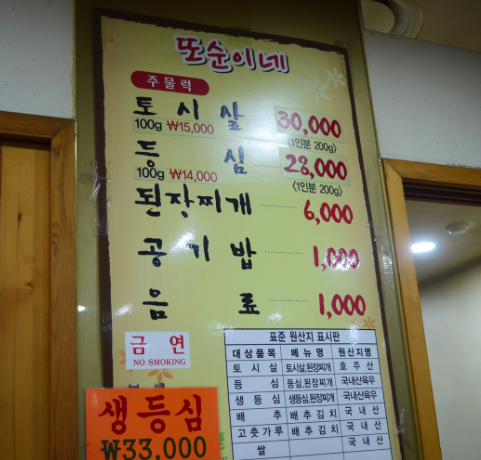 또순이네
주물럭
토시살 30,000
100g ₩15,000 (1인분 200g)
등심 28,000
100g ₩14,000 (1인분 200g)
된장찌개 6,000
공기밥 1,000
음료 1,000
금연
NO SMOKING
생등심
₩33,000
표준 원산지 표시판
대상품목 메뉴명 원산지명
토시살 토시살,된장찌개 호주산
등심 등심,된장찌개 국내산육우
생등심 생등심,된장찌개 국내산육우
배추 배추김치 국내산
고춧가루 배추김치 국내산
쌀 국내산